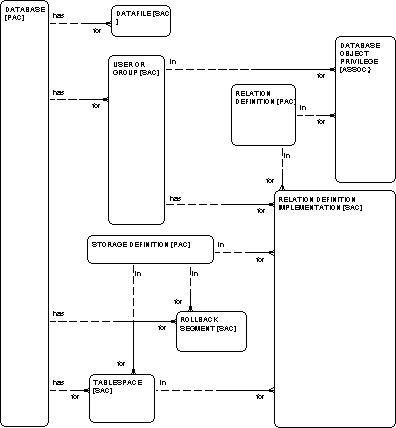 DATABASE
[PAC]
has
for
DATAFILE [SAC
]
has
for
USER OR
GROUP [SAC]
in
for
DATABASE
OBJECT
PRIVILEGE
[ASSOC.]
RELATION
DEFINITION [PAC]
in
for
in
for
has
for
RELATION DEFINITION
IMPLEMENTATION [SAC]
STORAGE DEFINITION [PAC]
in
for
in
for
in
for
has
for
ROLLBACK
SEGMENT [SAC]
has
for
TABLESPACE
[SAC]
in
for